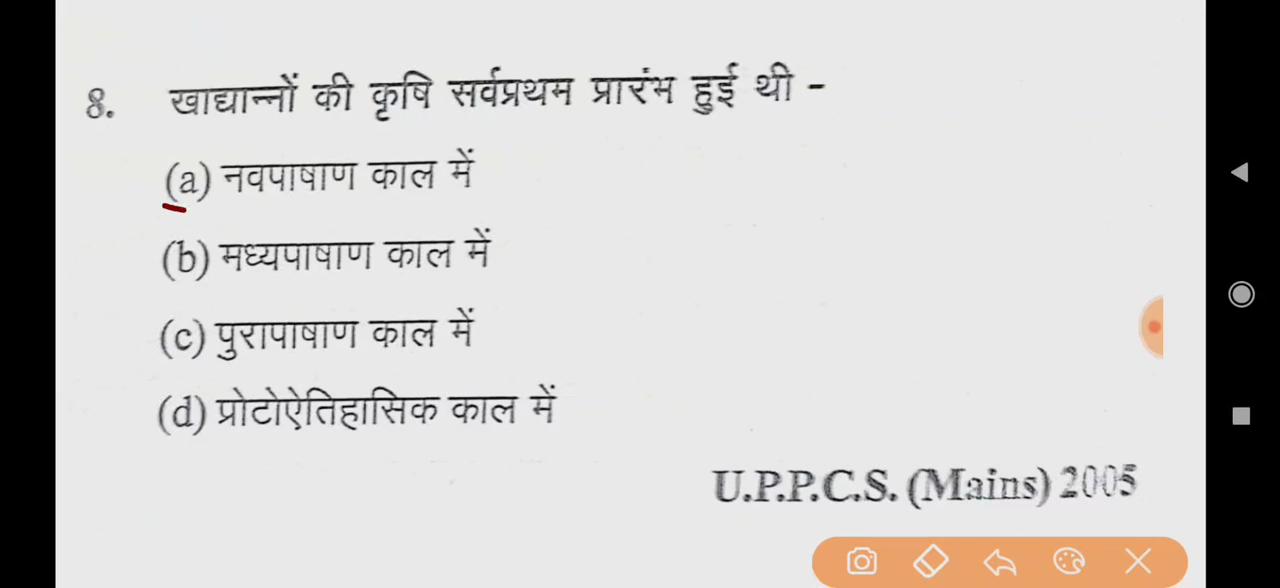 8. खाद्यान्नों की कृषि सर्वप्रथम प्रारंभ हुई थी -
(a) नवपाषाण काल में
(b) मध्यपाषाण काल में
(c) पुरापाषाण काल में
(d) प्रोटोऐतिहासिक काल में
U.P.P.C.S. (Mains) 2005